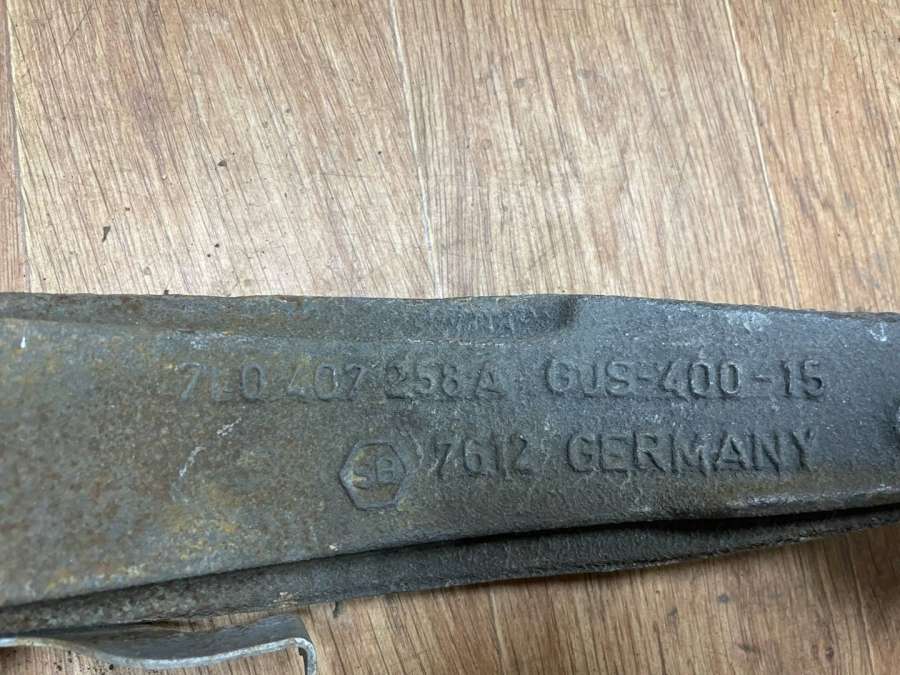 7L0 407 258 A GJS-400-15
SB 7612 GERMANY